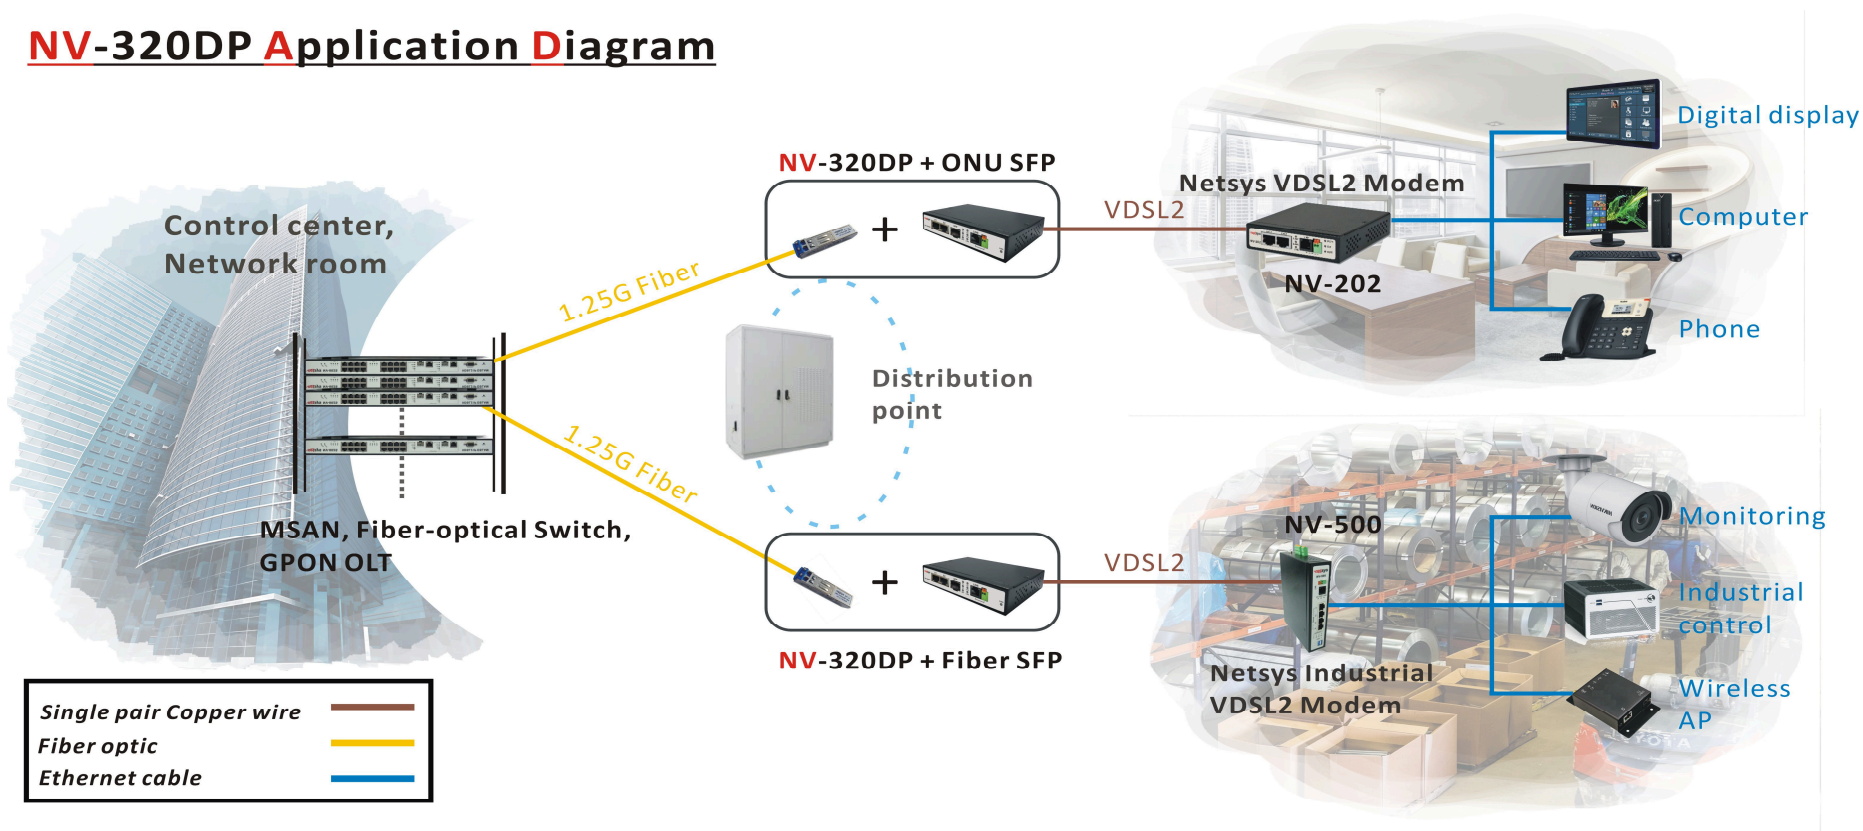 NV-320DP Application Diagram
Control center,
Network room
MSAN, Fiber-optical Switch,
GPON OLT
1.25G Fiber
1.25G Fiber
NV-320DP + ONU SFP
+
Distribution
point
+
NV-320DP + Fiber SFP
VDSL2
Netsys VDSL2 Modem
NV-202
Digital display
Computer
Phone
VDSL2
NV-500
Netsys Industrial
VDSL2 Modem
Monitoring
Industrial
control
Wireless
AP
TOYOTA
Single pair Copper wire
Fiber optic
Ethernet cable